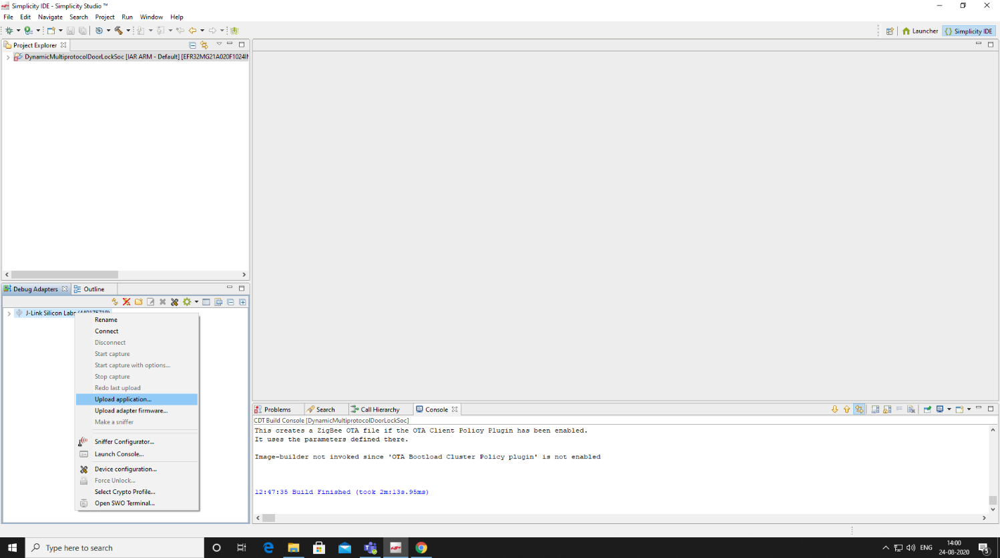 Simplicity IDE - Simplicity Studio ™
File Edit Navigate Search Project Run Window Help
Launcher Simplicity IDE
Project Explorer
DynamicMultiprotocolDoorLockSoc [IAR ARM - Default] [EFR32MG21A020F1024IM
Debug Adapters Outline
J-Link Silicon Labs (440175718)
Rename
Connect
Disconnect
Start capture
Start capture with options...
Stop capture
Redo last upload
Upload application...
Upload adapter firmware...
Make a sniffer
Sniffer Configurator...
Launch Console...
Device configuration...
Force Unlock...
Select Crypto Profile...
Open SWO Terminal...
Problems Search Call Hierarchy Console
CDT Build Console [DynamicMultiprotocolDoorLockSoc]
This creates a ZigBee OTA file if the OTA Client Policy Plugin has been enabled.
It uses the parameters defined there.
Image-builder not invoked since 'OTA Bootload Cluster Policy plugin' is not enabled
12:47:35 Build Finished (took 2m:13s.95ms)
Type here to search
ENG
14:00
24-08-2020
5